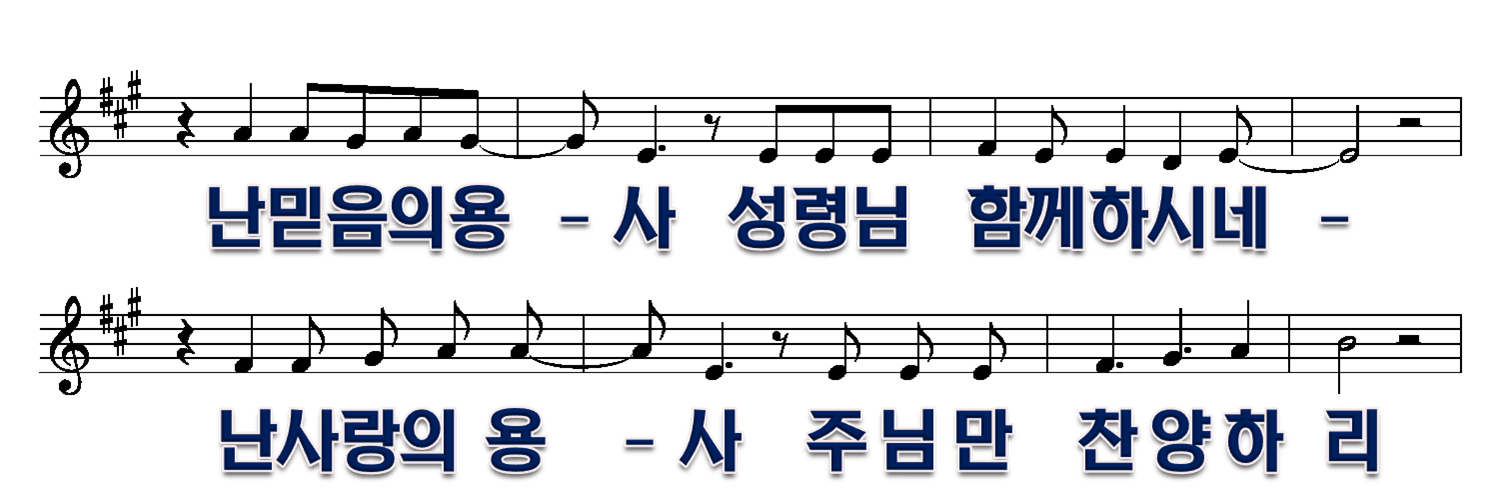 난믿음의용 - 사 성령님 함께하시네 -
난사랑의 용 - 사 주님만 찬양하 리